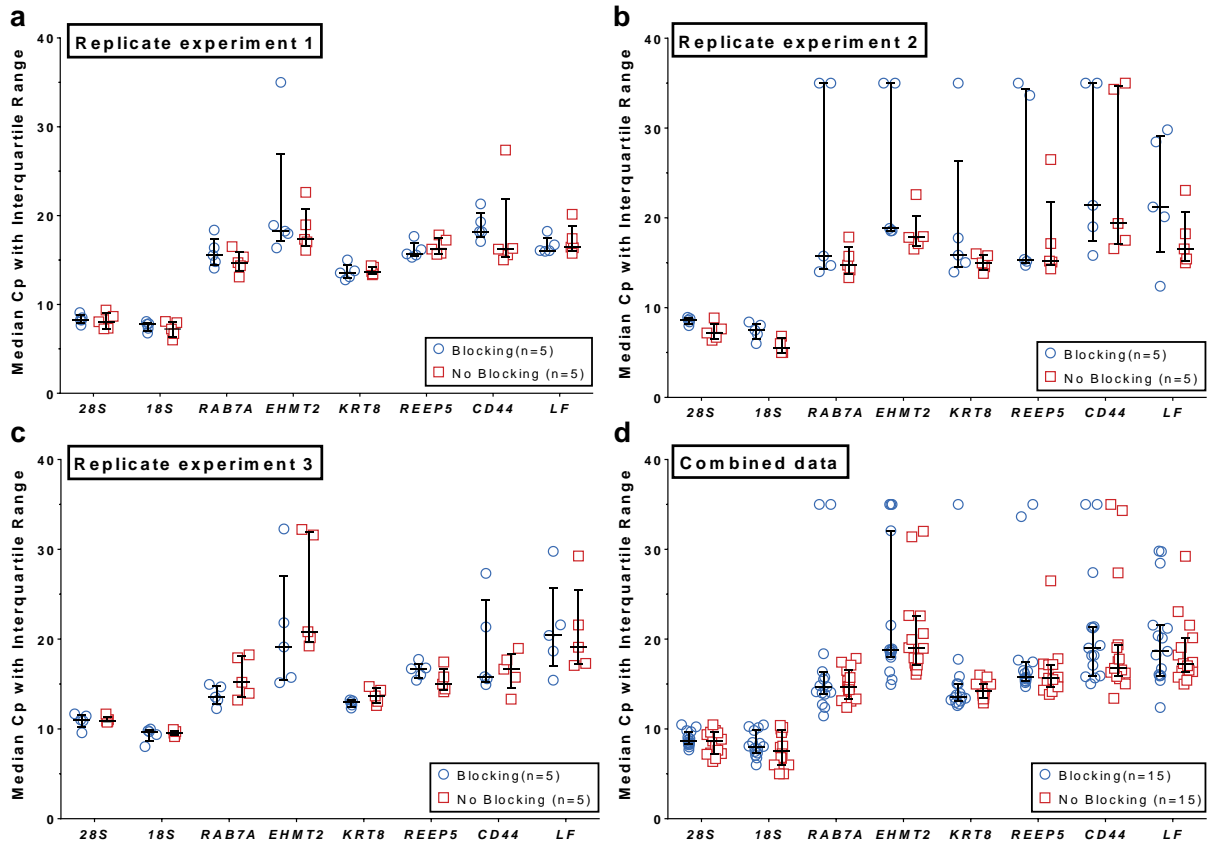 a
Replicate experiment 1
Median Cp with Interquartile Range
40
30
20
10
0
Blocking(n=5)
No Blocking (n=5)
28S 18S RAB7A EHMT2 KRT8 REEP5 CD44 LF
b
Replicate experiment 2
Median Cp with Interquartile Range
40
30
20
10
0
Blocking(n=5)
No Blocking (n=5)
28S 18S RAB7A EHMT2 KRT8 REEP5 CD44 LF
c
Replicate experiment 3
Median Cp with Interquartile Range
40
30
20
10
0
Blocking(n=5)
No Blocking (n=5)
28S 18S RAB7A EHMT2 KRT8 REEP5 CD44 LF
d
Combined data
Median Cp with Interquartile Range
40
30
20
10
0
Blocking(n=15)
No Blocking (n=15)
28S 18S RAB7A EHMT2 KRT8 REEP5 CD44 LF